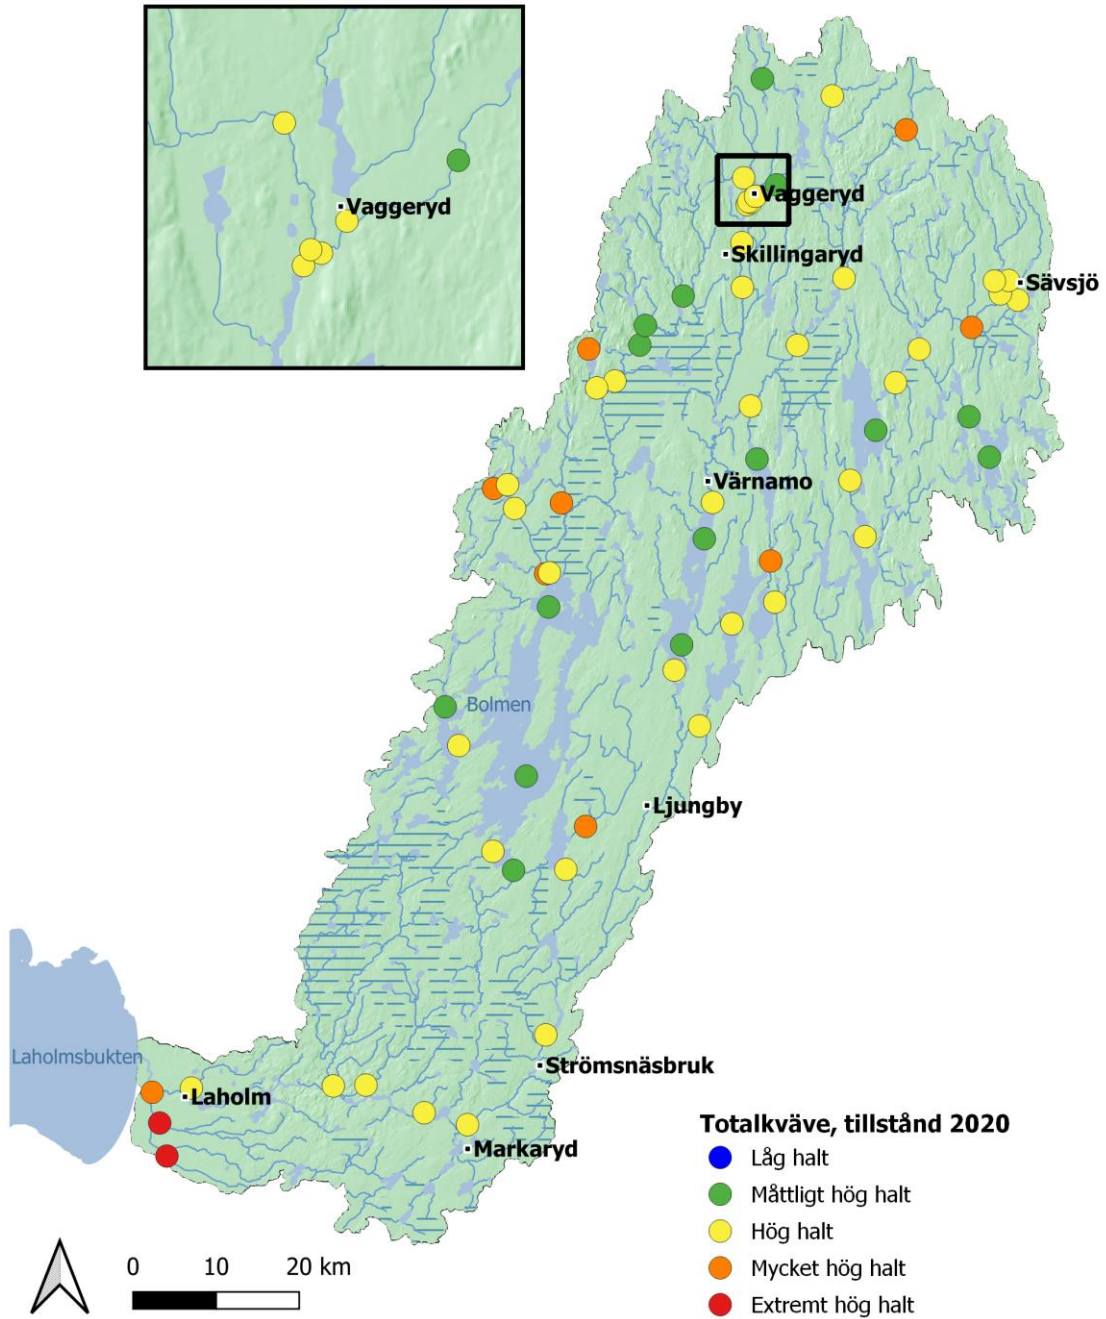 Vaggeryd
Vaggeryd
Skillingaryd
Sävsjö
Värnamo
Bolmen
Ljungby
Laholmsbukten
Strömsnäsbruk
Laholm
Markaryd
Totalkväve, tillstånd 2020
Låg halt
Måttligt hög halt
Hög halt
Mycket hög halt
Extremt hög halt
0 10 20 km